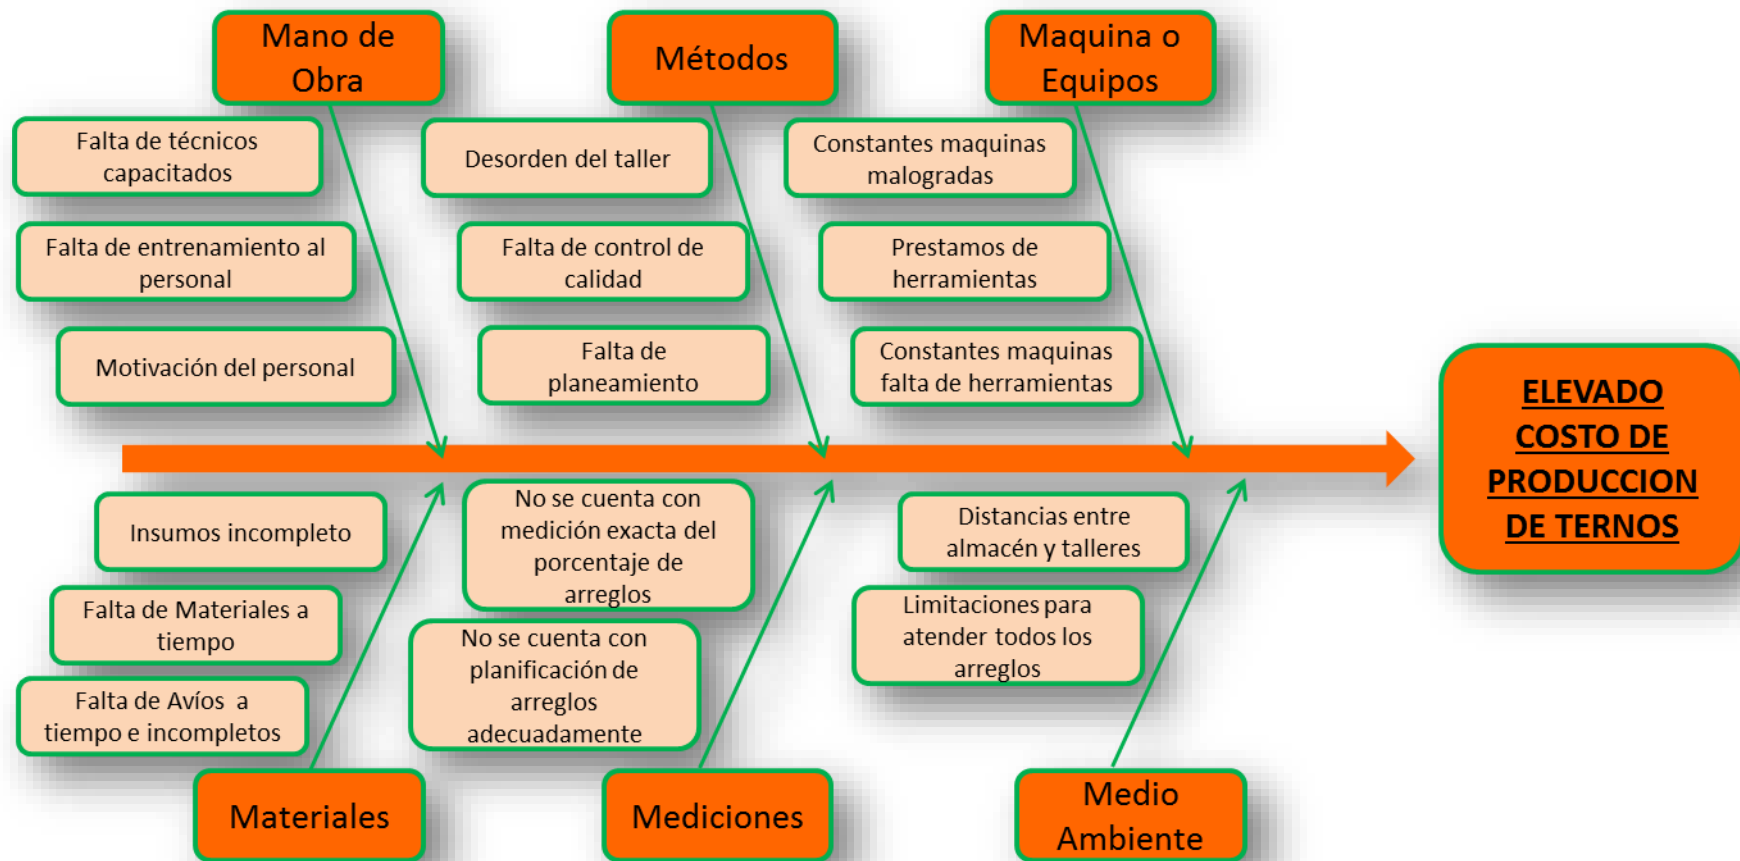 Mano de
Obra
Métodos
Maquina o
Equipos
Falta de técnicos
capacitados
Desorden del taller
Constantes maquinas
malogradas
Falta de entrenamiento al
personal
Falta de control de
calidad
Prestamos de
herramientas
Motivación del personal
Falta de
planeamiento
Constantes maquinas
falta de herramientas
ELEVADO
COSTO DE
PRODUCCION
DE TERNOS
Insumos incompleto
No se cuenta con
medición exacta del
porcentaje de
arreglos
Distancias entre
almacén y talleres
Falta de Materiales a
tiempo
No se cuenta con
planificación de
arreglos
adecuadamente
Limitaciones para
atender todos los
arreglos
Falta de Avíos a
tiempo e incompletos
Materiales
Mediciones
Medio
Ambiente